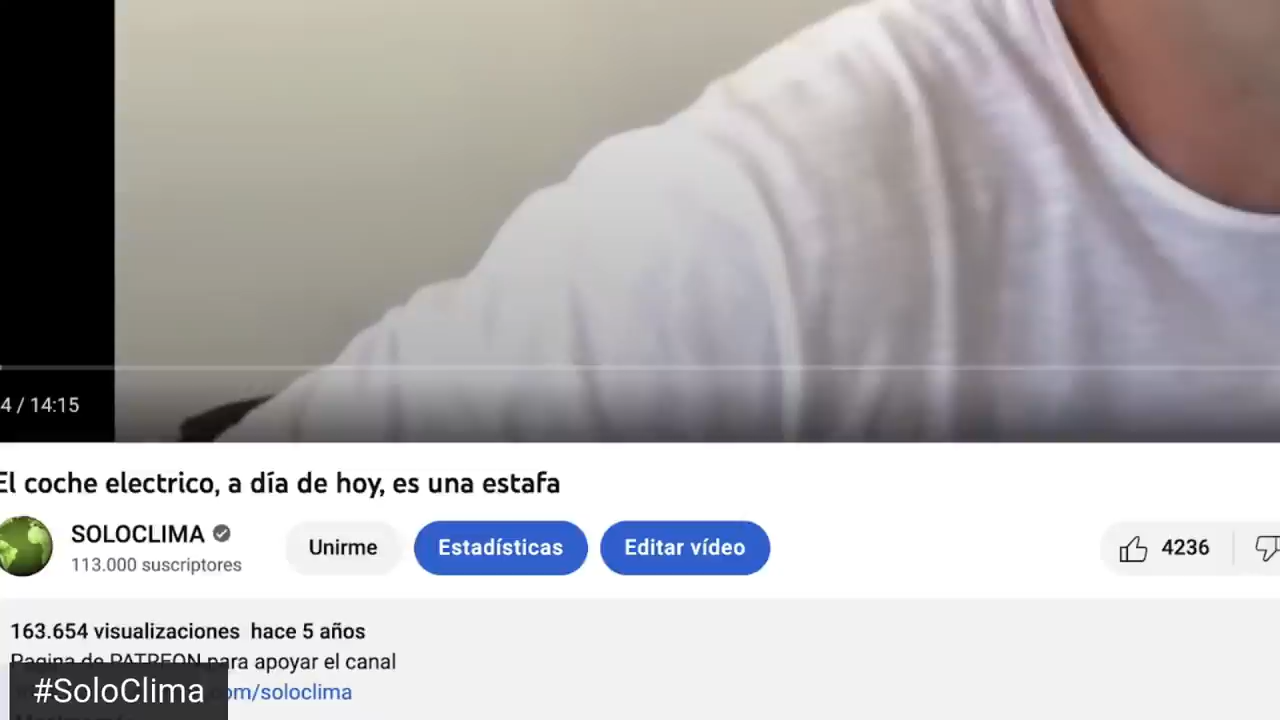 4 / 14:15
El coche electrico, a día de hoy, es una estafa
SOLOCLIMA
113.000 suscriptores
Unirme
Estadísticas
Editar vídeo
4236
163.654 visualizaciones hace 5 años
Pagina de PATREON para apoyar el canal
om/soloclima
#SoloClima